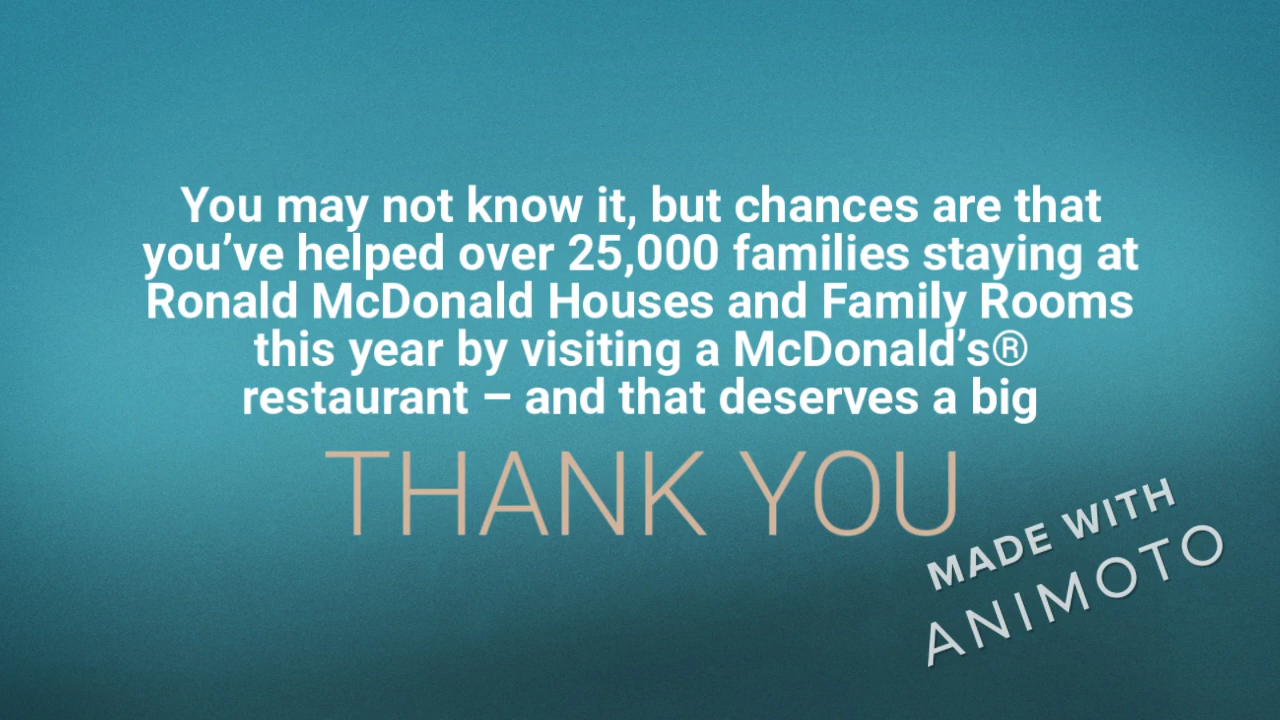 You may not know it, but chances are that
you’ve helped over 25,000 families staying at
Ronald McDonald Houses and Family Rooms
this year by visiting a McDonald’s®
restaurant – and that deserves a big
THANK YOU
MADE WITH
ANIMOTO